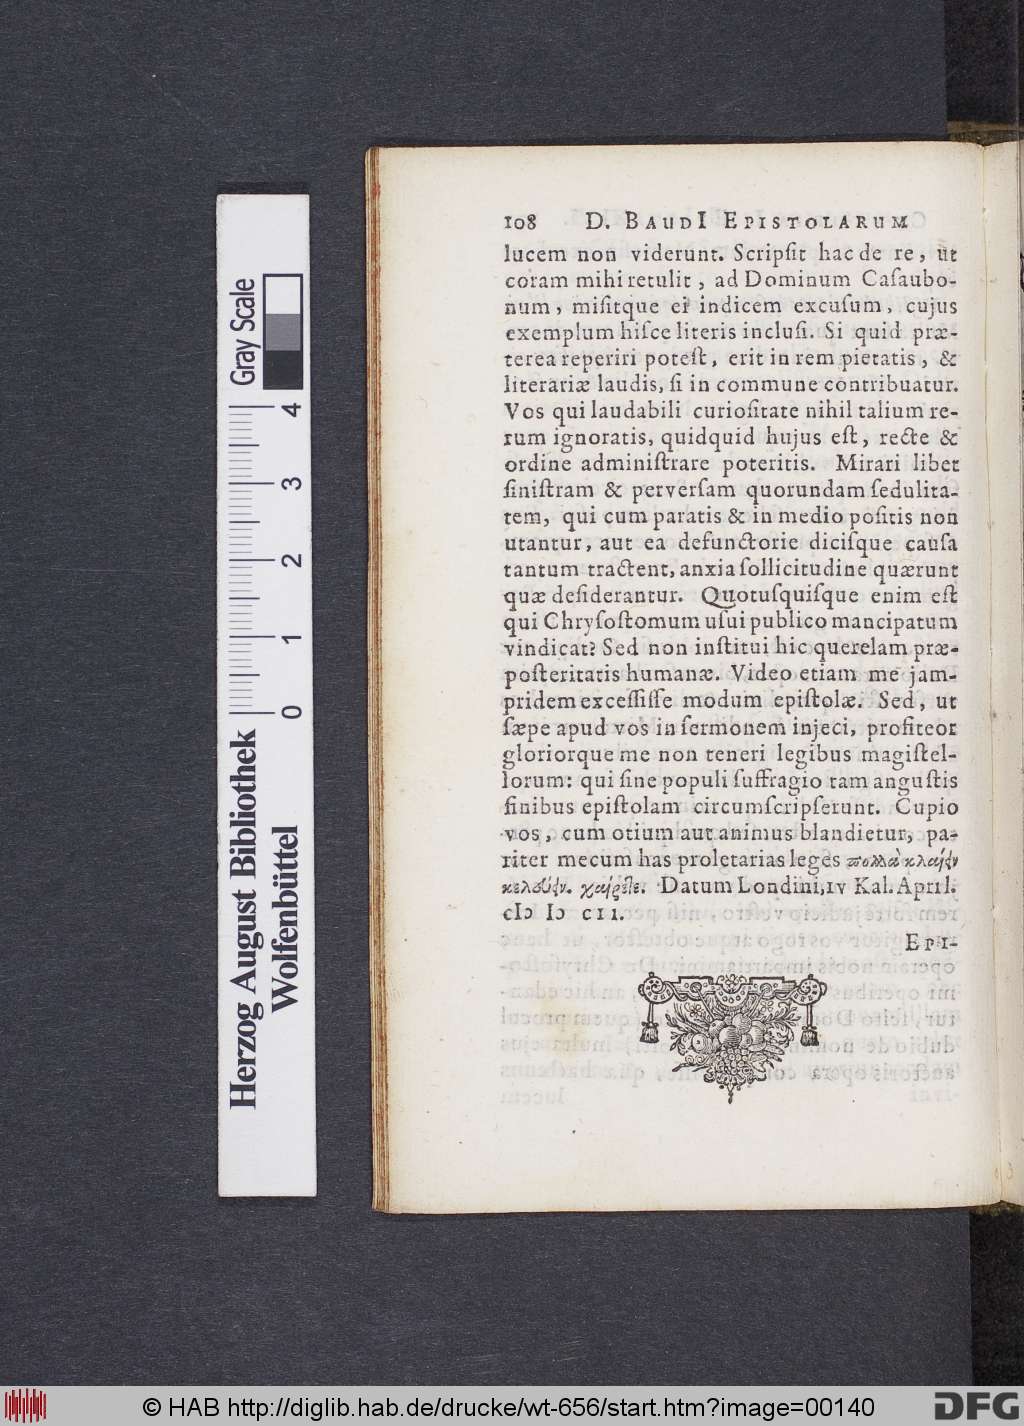 108 D. BAUDI EPISTOLARUM
lucem non viderunt. Scripſit hac de re, ut
coram mihi retulit, ad Dominum Caſaubo-
num, miſitque ei indicem excuſum, cujus
exemplum hiſce literis incluſi. Si quid præ-
terea reperiri poteſt, erit in rem pietatis, &
literariæ laudis, ſi in commune contribuatur.
Vos qui laudabili curioſitate nihil talium re-
rum ignoratis, quidquid hujus eſt, recte &
ordine adminiſtrare poteritis. Mirari libet
ſiniſtram & perverſam quorundam ſedulita-
tem, qui cum paratis & in medio poſitis non
utantur, aut ea defunctorie diciſque cauſa
tantum tractent, anxia ſollicitudine quærunt
quæ deſiderantur. Quotuſquiſque enim eſt
qui Chryſoſtomum uſui publico mancipatum
vindicat? Sed non inſtitui hic querelam præ-
poſteritatis humanæ. Video etiam me jam-
pridem exceſſiſſe modum epiſtolæ. Sed, ut
ſæpe apud vos in ſermonem injeci, profiteor
gloriorque me non teneri legibus magiſtel-
lorum: qui ſine populi ſuffragio tam anguſtis
finibus epiſtolam circumſcripſerunt. Cupio
vos, cum otium aut animus blandietur, pa-
riter mecum has proletarias leges πολλὰ κλαίειν
κελεύειν. χαίρετε. Datum Londini, IV Kal. April.
cIↄ Iↄ CII.
EPI-
Gray Scale
4
3
2
1
0
Herzog August Bibliothek
Wolfenbüttel
© HAB http://diglib.hab.de/drucke/wt-656/start.htm?image=00140
DFG